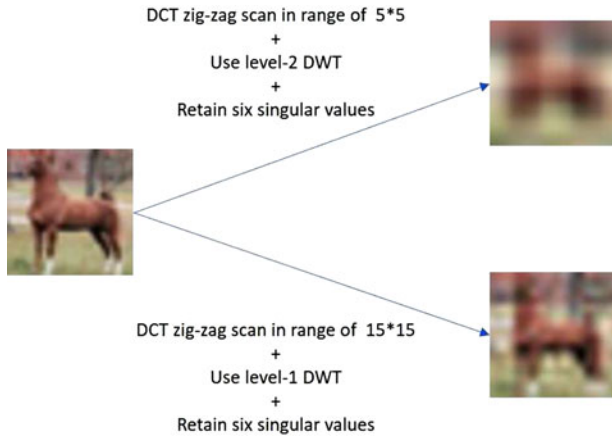 DCT zig-zag scan in range of 5*5
+
Use level-2 DWT
+
Retain six singular values
DCT zig-zag scan in range of 15*15
+
Use level-1 DWT
+
Retain six singular values